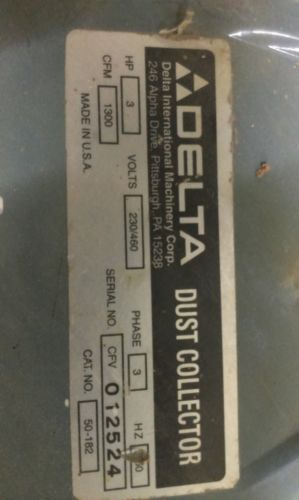 DELTA DUST COLLECTOR
Delta International Machinery Corp.
246 Alpha Drive, Pittsburgh, PA 15238
HP 3 VOLTS 230/460 PHASE 3 HZ
CFM 1300 SERIAL NO. CFV 012524
MADE IN U.S.A. CAT. NO. 50-182